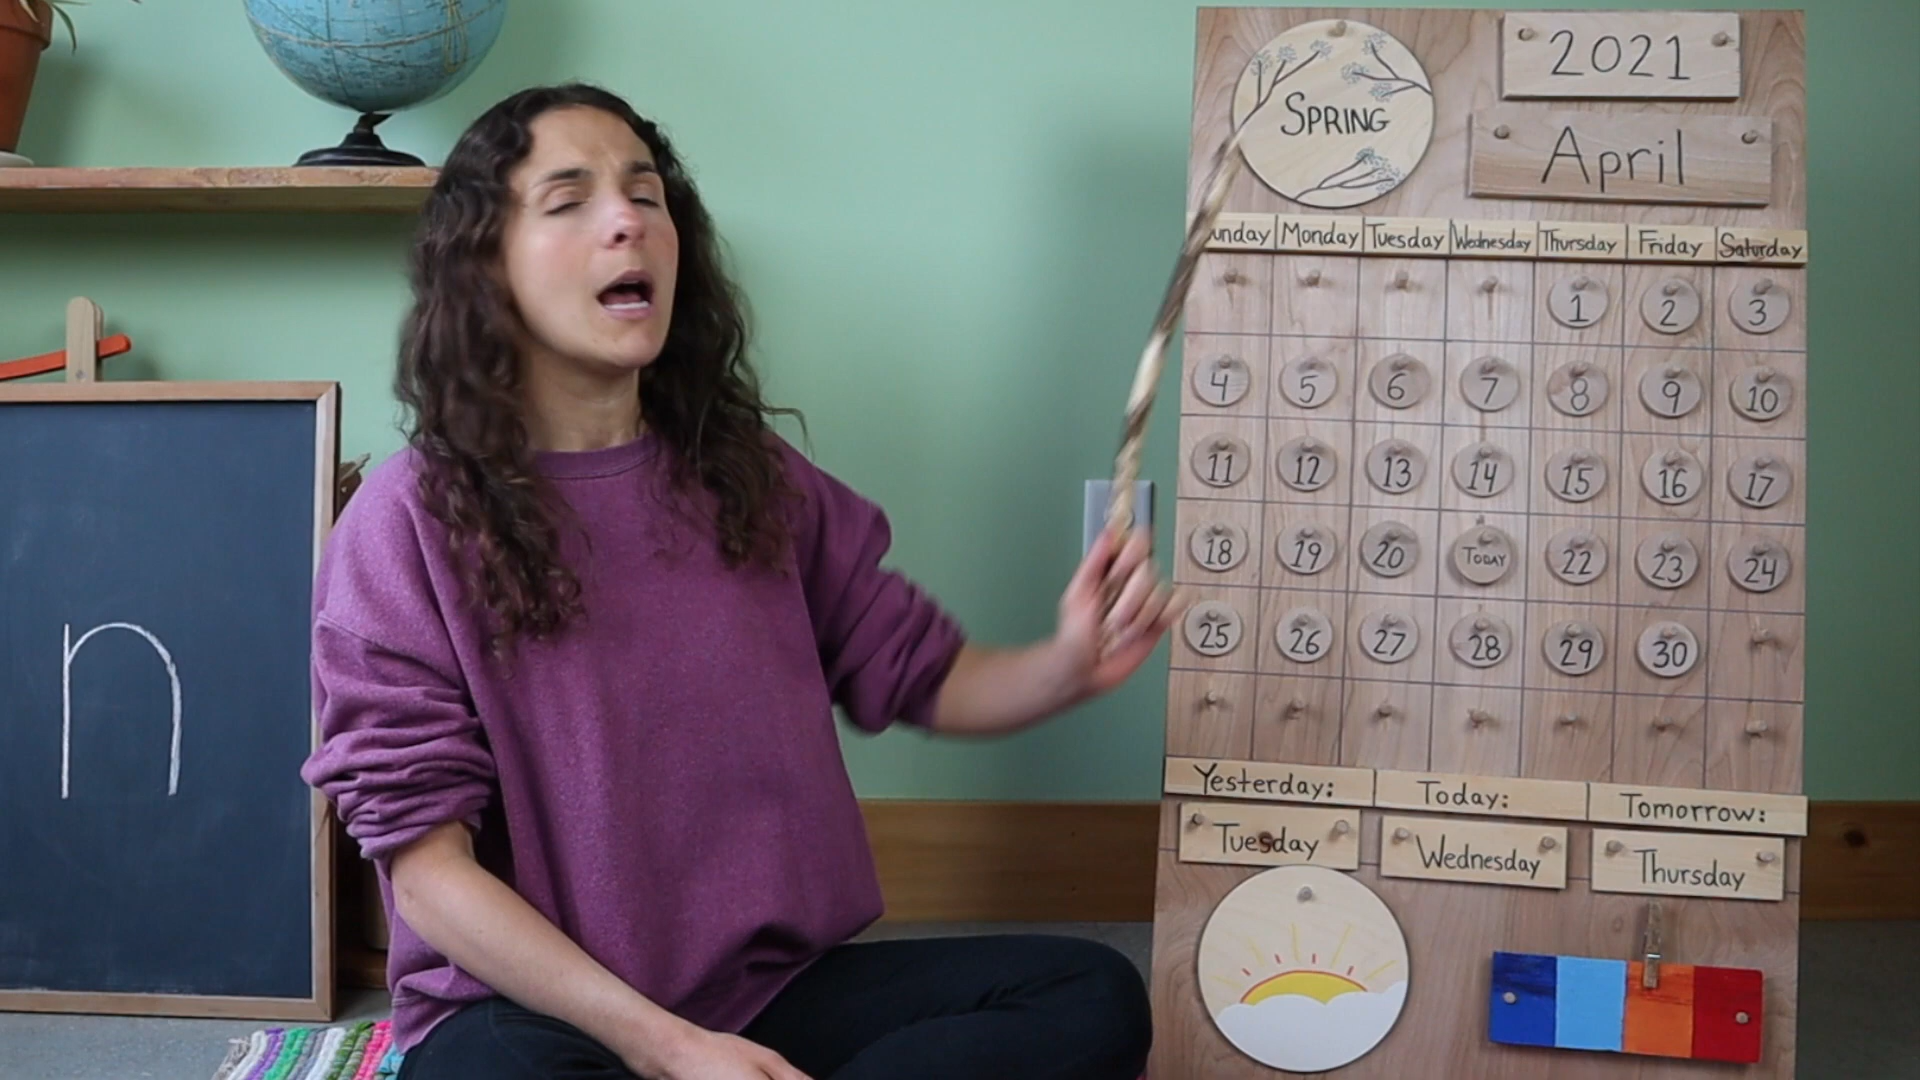 n
SPRING
2021
April
unday Monday Tuesday Wednesday Thursday Friday Saturday
1 2 3
4 5 6 7 8 9 10
11 12 13 14 15 16 17
18 19 20 TODAY 22 23 24
25 26 27 28 29 30
Yesterday: Today: Tomorrow:
Tuesday Wednesday Thursday